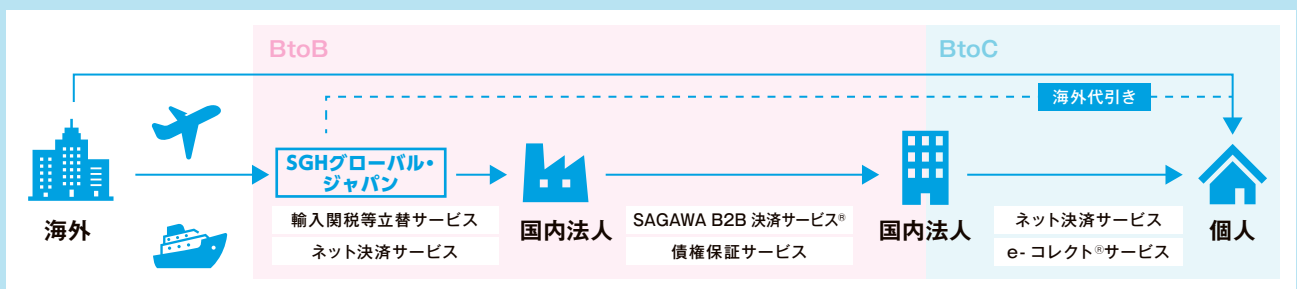 BtoB
BtoC
海外代引き
SGHグローバル・
ジャパン
海外
輸入関税等立替サービス
ネット決済サービス
国内法人
SAGAWA B2B 決済サービス®
債権保証サービス
国内法人
ネット決済サービス
e-コレクト®サービス
個人